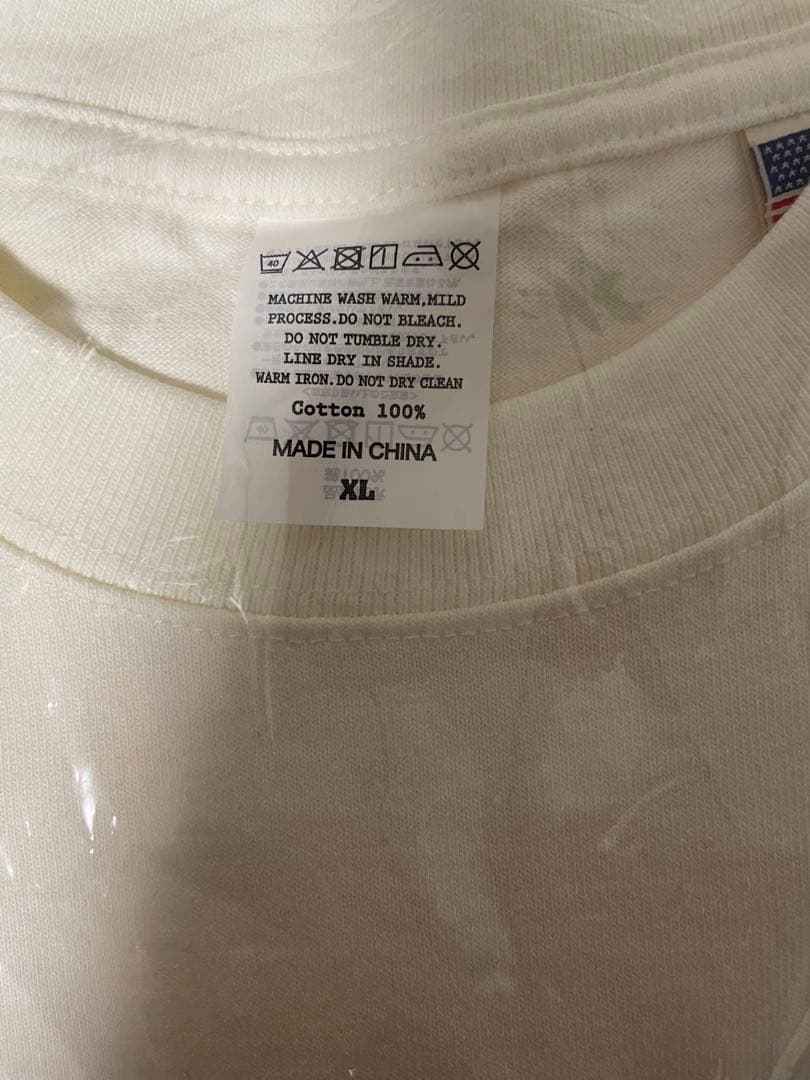 40
MACHINE WASH WARM,MILD
PROCESS.DO NOT BLEACH.
DO NOT TUMBLE DRY.
LINE DRY IN SHADE.
WARM IRON.DO NOT DRY CLEAN
Cotton 100%
MADE IN CHINA
XL